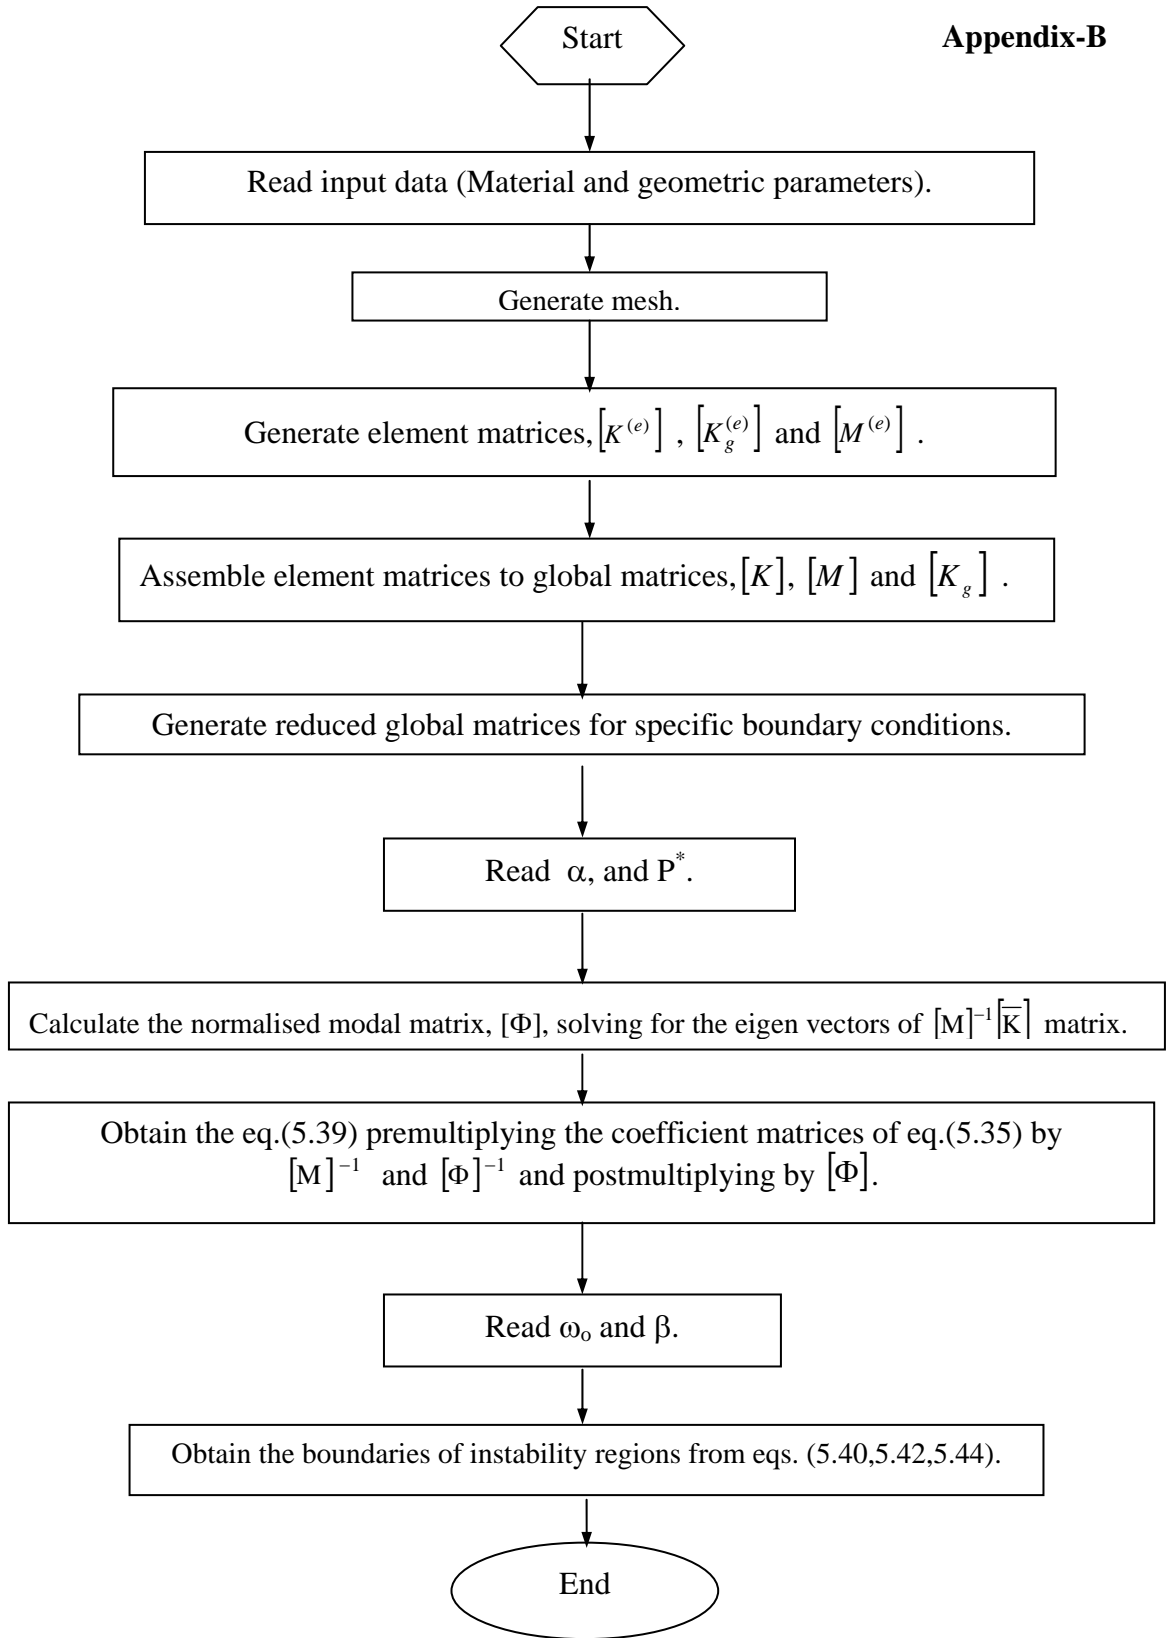 Start
Appendix-B
Read input data (Material and geometric parameters).
Generate mesh.
Generate element matrices, [K^(e)] , [K_g^(e)] and [M^(e)] .
Assemble element matrices to global matrices, [K], [M] and [K_g] .
Generate reduced global matrices for specific boundary conditions.
Read α, and P*.
Calculate the normalised modal matrix, [Φ], solving for the eigen vectors of [M]⁻¹[K̅] matrix.
Obtain the eq.(5.39) premultiplying the coefficient matrices of eq.(5.35) by
[M]⁻¹ and [Φ]⁻¹ and postmultiplying by [Φ].
Read ω₀ and β.
Obtain the boundaries of instability regions from eqs. (5.40,5.42,5.44).
End